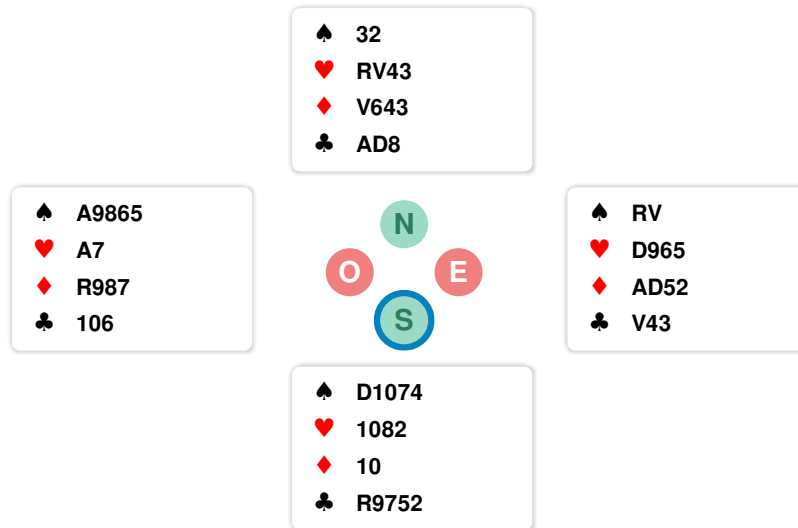 ♠ 32
♥ RV43
♦ V643
♣ AD8
♠ A9865
♥ A7
♦ R987
♣ 106
N
O E
S
♠ RV
♥ D965
♦ AD52
♣ V43
♠ D1074
♥ 1082
♦ 10
♣ R9752